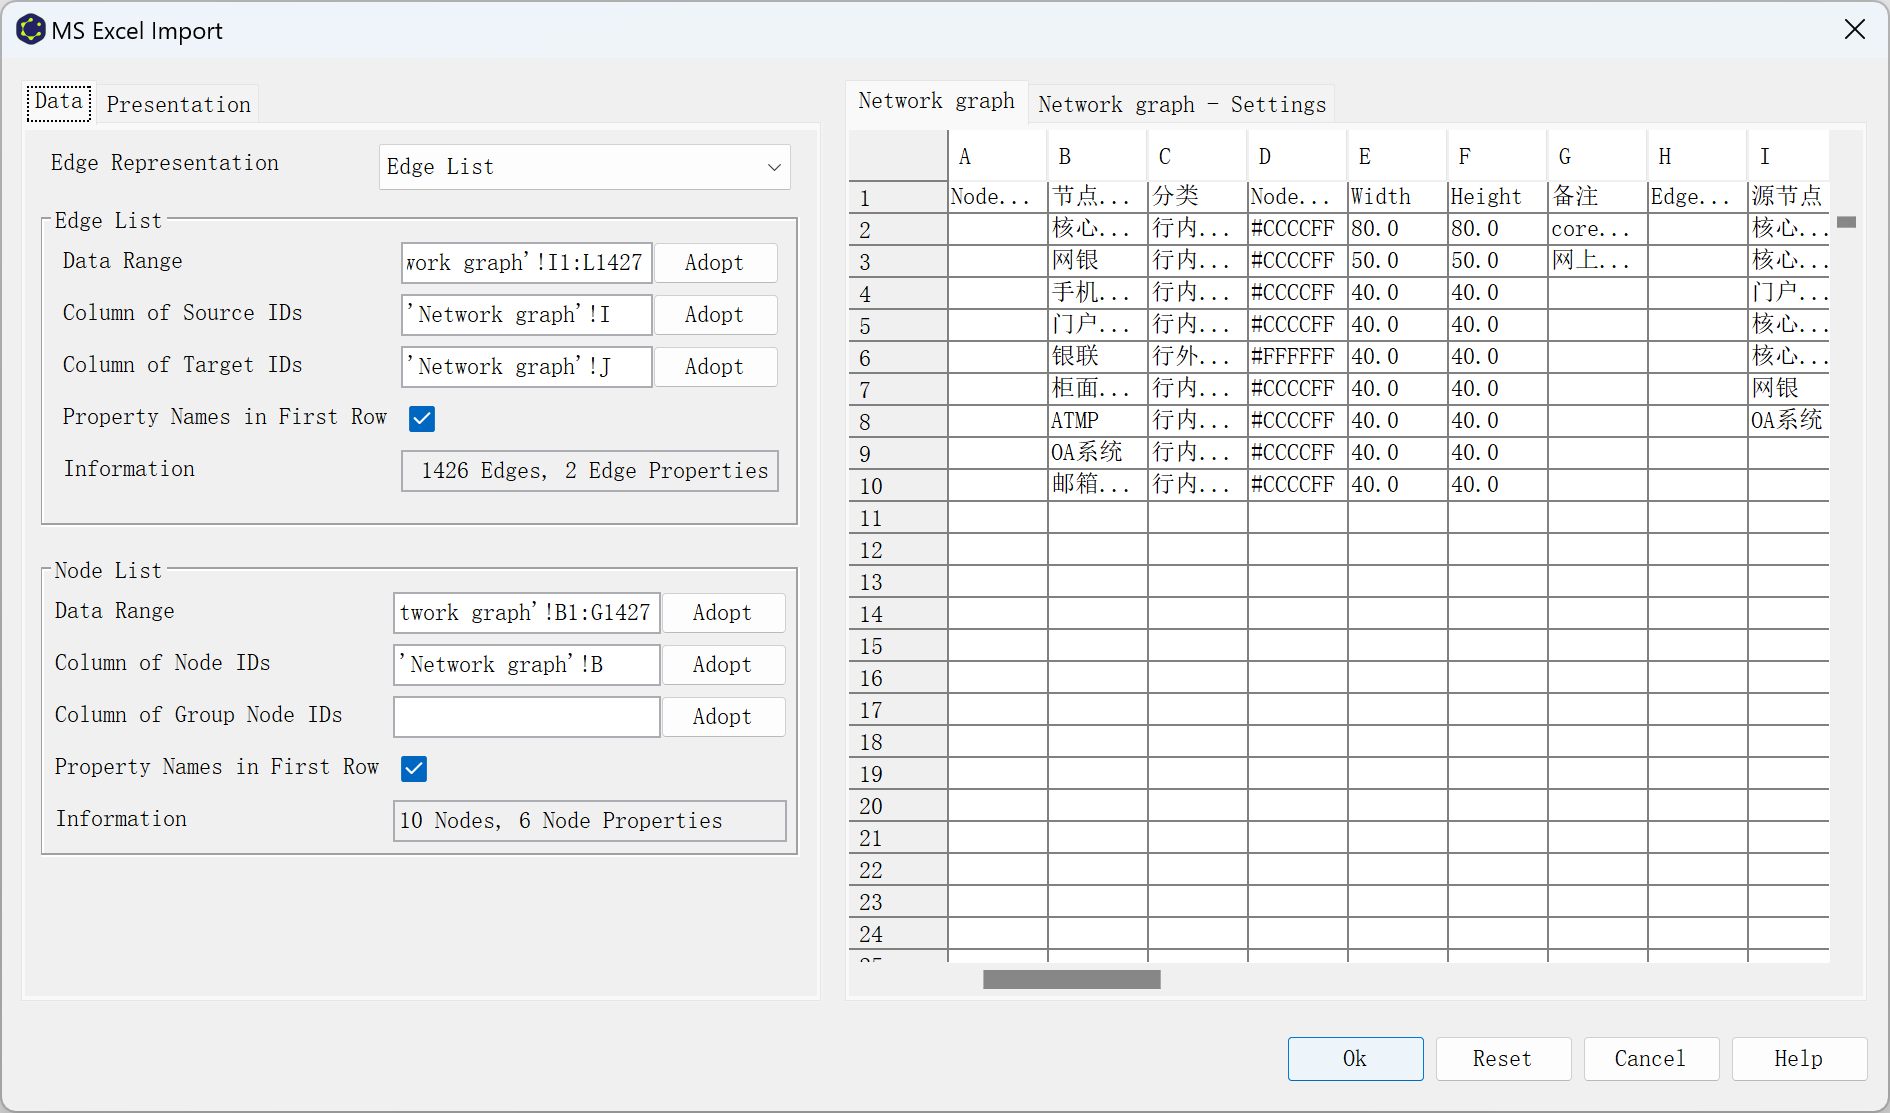 MS Excel Import
Data Presentation
Edge Representation Edge List
Edge List
Data Range work graph'!I1:L1427 Adopt
Column of Source IDs 'Network graph'!I Adopt
Column of Target IDs 'Network graph'!J Adopt
Property Names in First Row
Information 1426 Edges, 2 Edge Properties
Node List
Data Range twork graph'!B1:G1427 Adopt
Column of Node IDs 'Network graph'!B Adopt
Column of Group Node IDs Adopt
Property Names in First Row
Information 10 Nodes, 6 Node Properties
Network graph Network graph - Settings
A B C D E F G H I
1 Node... 节点... 分类 Node... Width Height 备注 Edge... 源节点
2 核心... 行内... #CCCCFF 80.0 80.0 core... 核心...
3 网银 行内... #CCCCFF 50.0 50.0 网上... 核心...
4 手机... 行内... #CCCCFF 40.0 40.0 门户...
5 门户... 行内... #CCCCFF 40.0 40.0 核心...
6 银联 行外... #FFFFFF 40.0 40.0 核心...
7 柜面... 行内... #CCCCFF 40.0 40.0 网银
8 ATMP 行内... #CCCCFF 40.0 40.0 OA系统
9 OA系统 行内... #CCCCFF 40.0 40.0
10 邮箱... 行内... #CCCCFF 40.0 40.0
11
12
13
14
15
16
17
18
19
20
21
22
23
24
Ok Reset Cancel Help